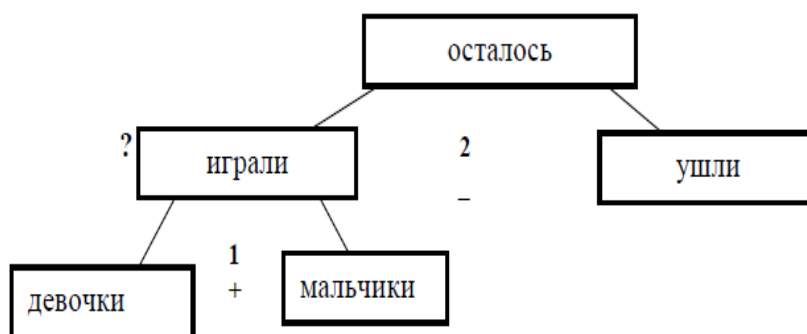 осталось
?
играли
2
–
ушли
девочки
1
+
мальчики